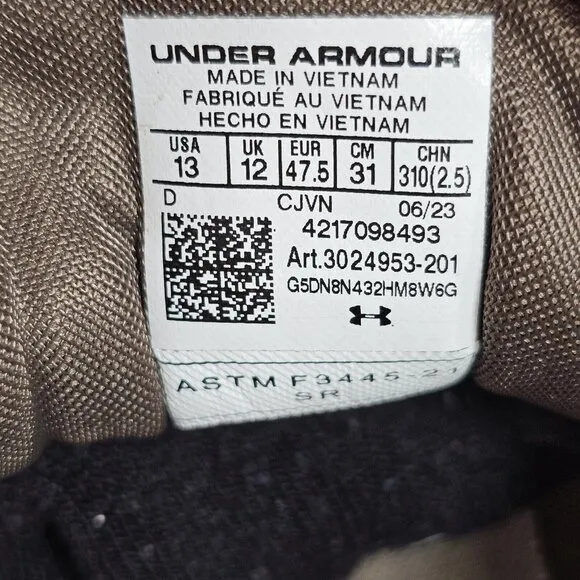 UNDER ARMOUR
MADE IN VIETNAM
FABRIQUÉ AU VIETNAM
HECHO EN VIETNAM
USA UK EUR CM CHN
13 12 47.5 31 310(2.5)
D CJVN 06/23
4217098493
Art.3024953-201
G5DN8N432HM8W6G
ASTM F3445-21
SR